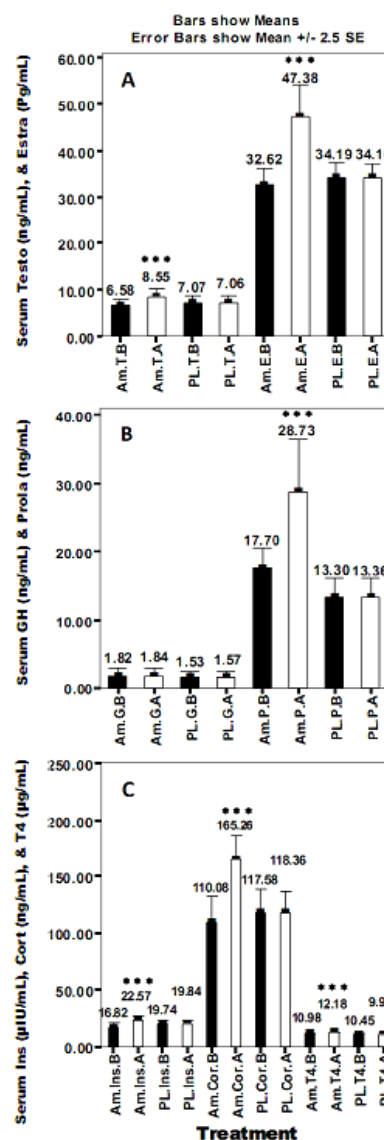 Bars show Means
Error Bars show Mean +/- 2.5 SE
Serum Testo (ng/mL), & Estra (Pg/mL)
A
60.00
50.00
40.00
30.00
20.00
10.00
0.00
6.58
***
8.55
7.07
7.06
32.62
***
47.38
34.19
Am.T.B
Am.T.A
PL.T.B
PL.T.A
Am.E.B
Am.E.A
PL.E.B
PL.E.A
Serum GH (ng/mL) & Prola (ng/mL)
B
40.00
30.00
20.00
10.00
0.00
1.82
1.84
1.53
1.57
17.70
***
28.73
13.30
13.36
Am.G.B
Am.G.A
PL.G.B
PL.G.A
Am.P.B
Am.P.A
PL.P.B
PL.P.A
Serum Ins (µIU/mL), Cort (ng/mL), & T4 (µg/mL)
C
250.00
200.00
150.00
100.00
50.00
0.00
16.82
***
22.57
19.74
19.84
110.08
***
165.26
117.58
118.36
10.98
***
12.18
10.45
Am.Ins.B
Am.Ins.A
PL.Ins.B
PL.Ins.A
Am.Cor.B
Am.Cor.A
PL.Cor.B
PL.Cor.A
Am.T4.B
Am.T4.A
PL.T4.B
Treatment